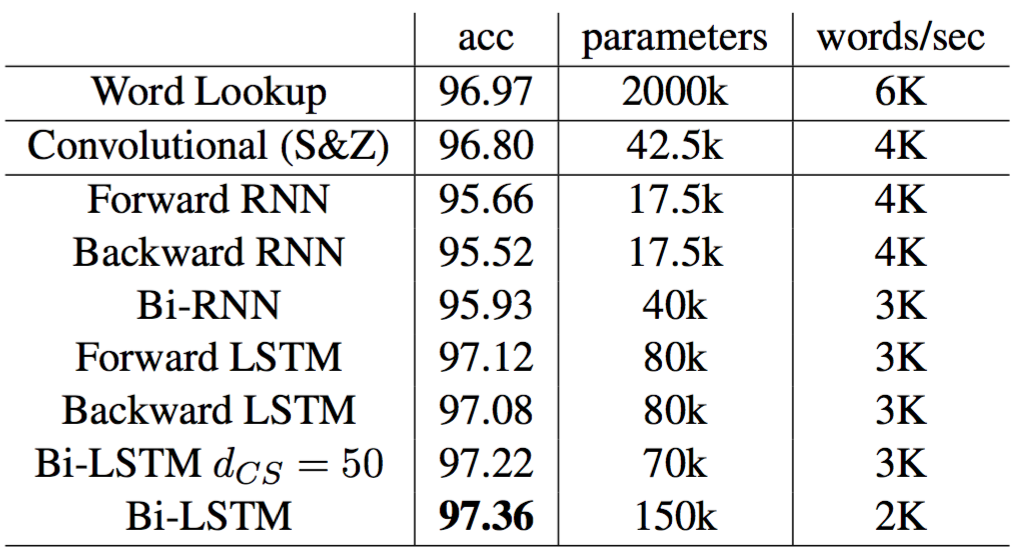 acc parameters words/sec
Word Lookup 96.97 2000k 6K
Convolutional (S&Z) 96.80 42.5k 4K
Forward RNN 95.66 17.5k 4K
Backward RNN 95.52 17.5k 4K
Bi-RNN 95.93 40k 3K
Forward LSTM 97.12 80k 3K
Backward LSTM 97.08 80k 3K
Bi-LSTM d_CS = 50 97.22 70k 3K
Bi-LSTM 97.36 150k 2K